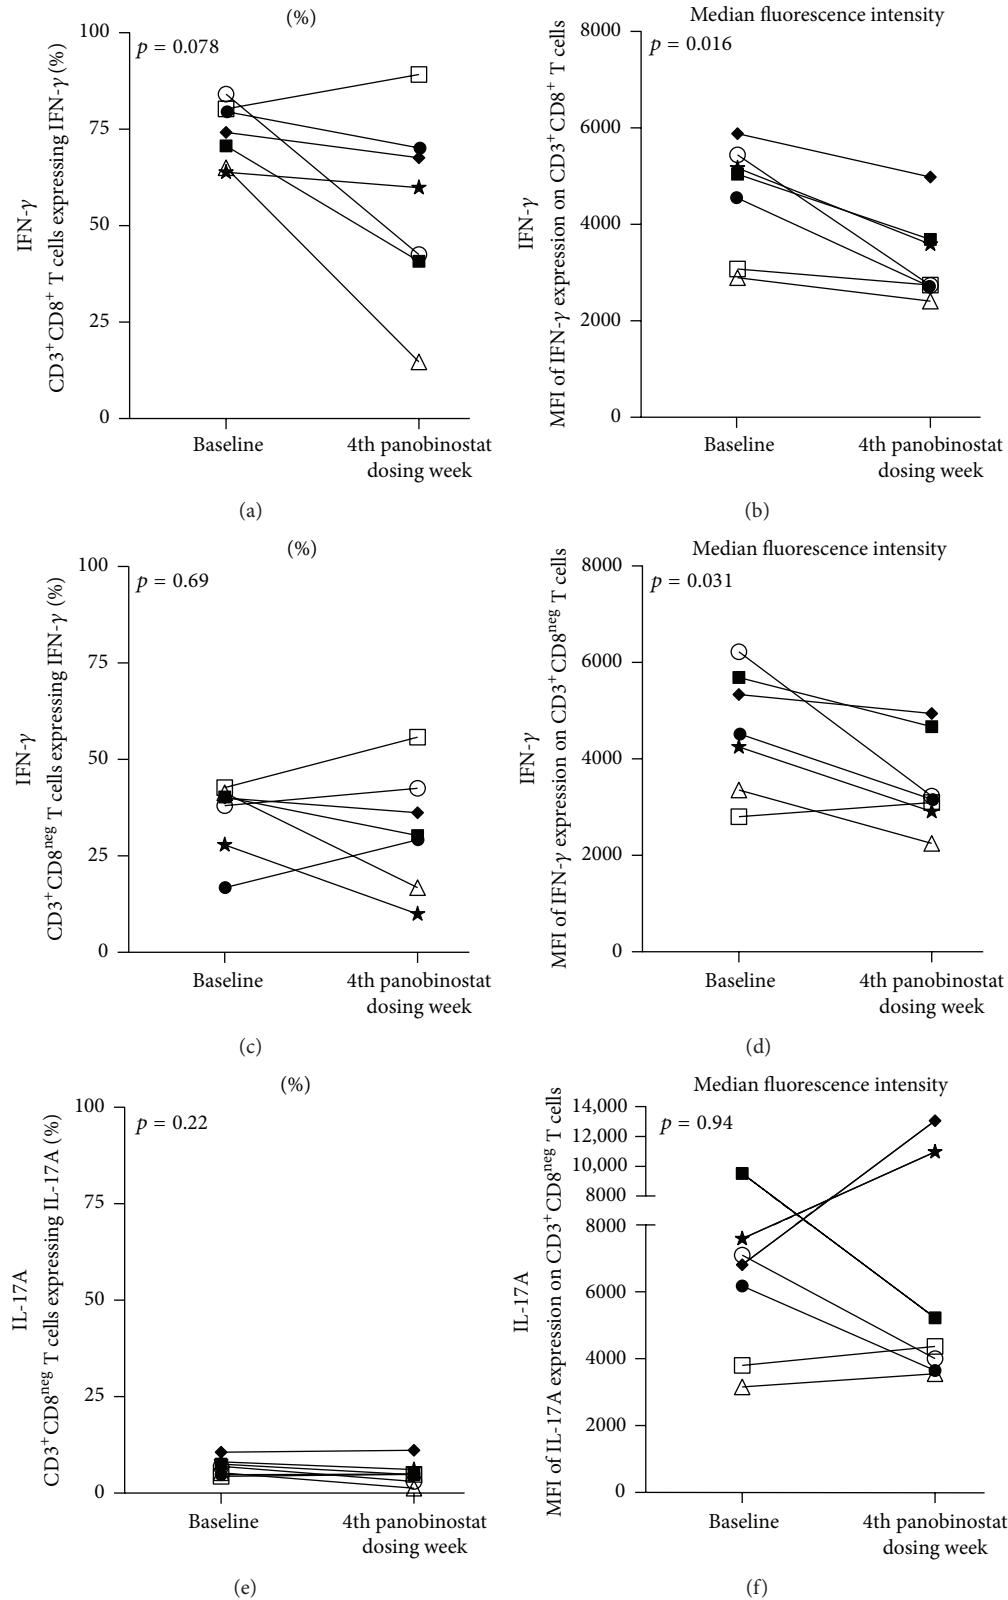 (%)
IFN-γ
CD3⁺CD8⁺ T cells expressing IFN-γ (%)
100
75
50
25
0
p = 0.078
Baseline
4th panobinostat
dosing week
(a)
Median fluorescence intensity
IFN-γ
MFI of IFN-γ expression on CD3⁺CD8⁺ T cells
8000
6000
4000
2000
0
p = 0.016
Baseline
4th panobinostat
dosing week
(b)
(%)
IFN-γ
CD3⁺CD8ⁿᵉᵍ T cells expressing IFN-γ (%)
100
75
50
25
0
p = 0.69
Baseline
4th panobinostat
dosing week
(c)
Median fluorescence intensity
IFN-γ
MFI of IFN-γ expression on CD3⁺CD8ⁿᵉᵍ T cells
8000
6000
4000
2000
0
p = 0.031
Baseline
4th panobinostat
dosing week
(d)
(%)
IL-17A
CD3⁺CD8ⁿᵉᵍ T cells expressing IL-17A (%)
100
75
50
25
0
p = 0.22
Baseline
4th panobinostat
dosing week
(e)
Median fluorescence intensity
IL-17A
MFI of IL-17A expression on CD3⁺CD8ⁿᵉᵍ T cells
14,000
12,000
10,000
8000
8000
6000
4000
2000
0
p = 0.94
Baseline
4th panobinostat
dosing week
(f)